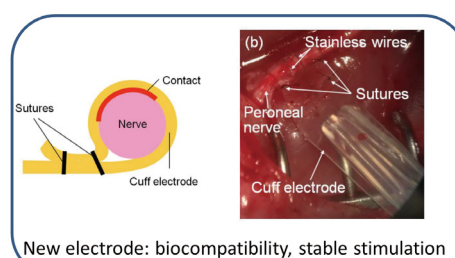 Contact
Sutures
Nerve
Cuff electrode
(b)
Stainless wires
Sutures
Peroneal
nerve
Cuff electrode
New electrode: biocompatibility, stable stimulation